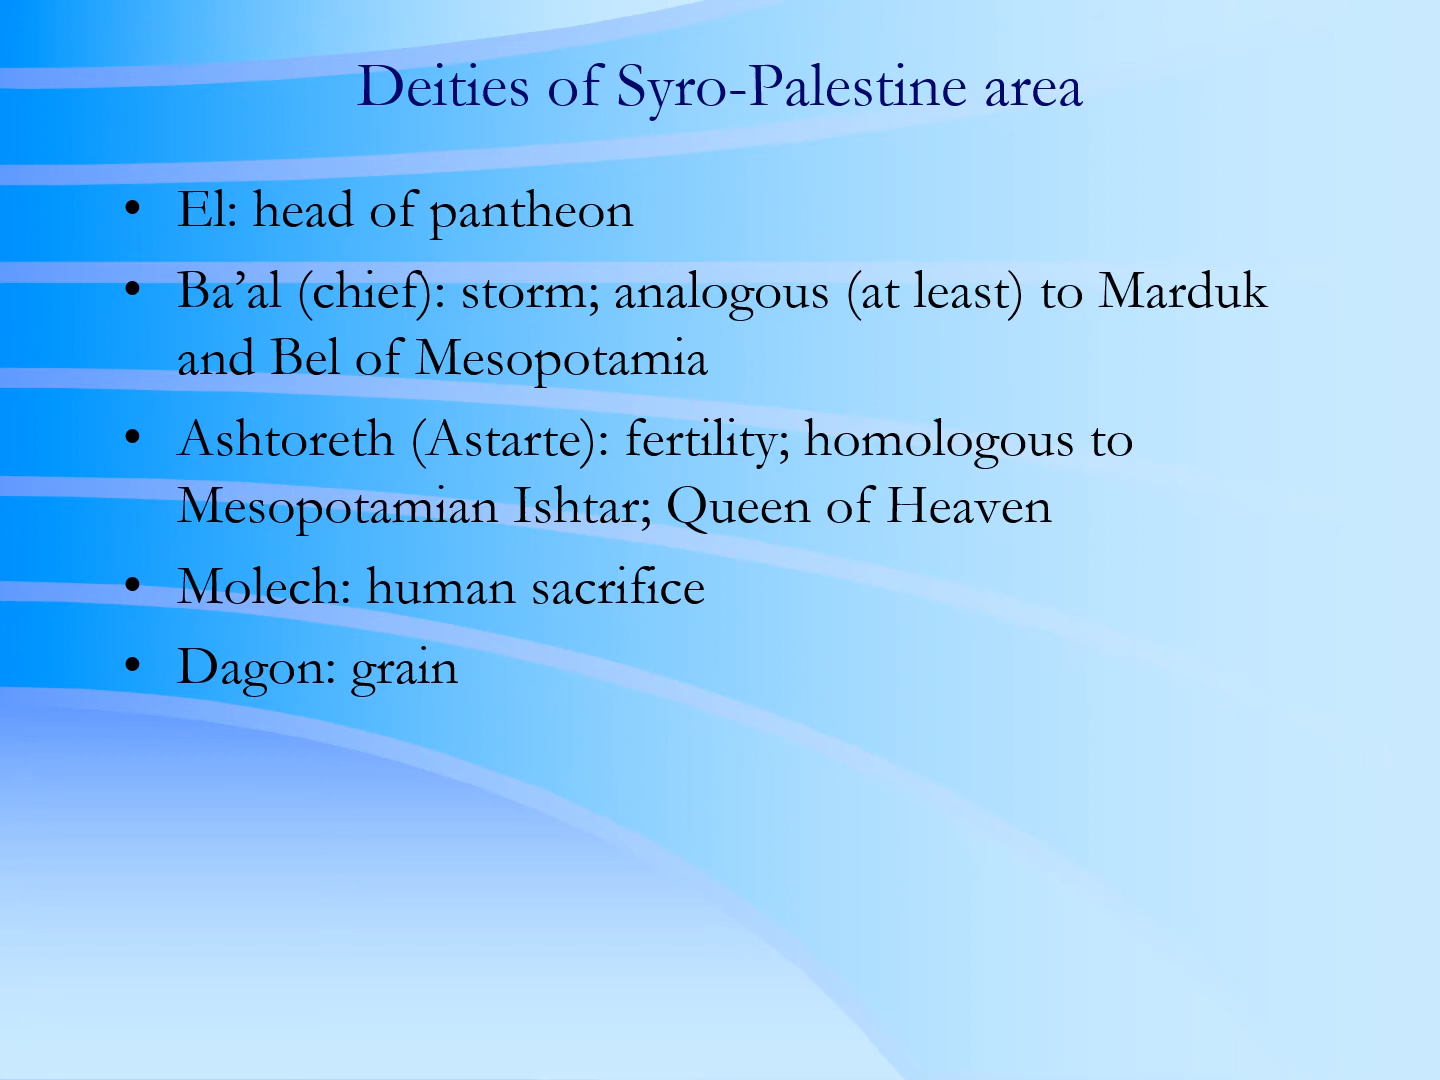 Deities of Syro-Palestine area
• El: head of pantheon
• Ba’al (chief): storm; analogous (at least) to Marduk
and Bel of Mesopotamia
• Ashtoreth (Astarte): fertility; homologous to
Mesopotamian Ishtar; Queen of Heaven
• Molech: human sacrifice
• Dagon: grain